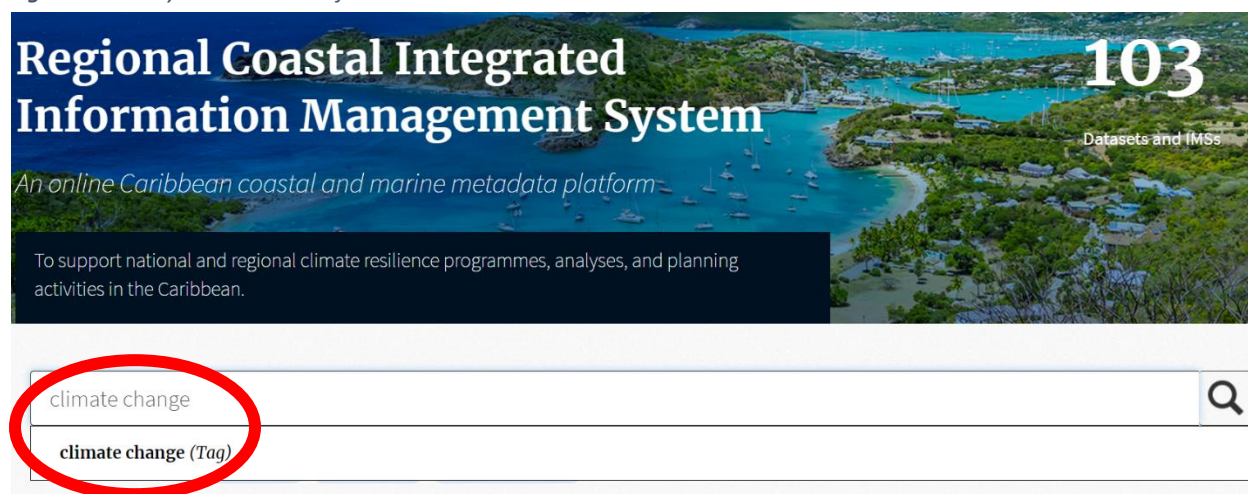 Regional Coastal Integrated
Information Management System
103
Datasets and IMSs
An online Caribbean coastal and marine metadata platform
To support national and regional climate resilience programmes, analyses, and planning
activities in the Caribbean.
climate change
climate change (Tag)